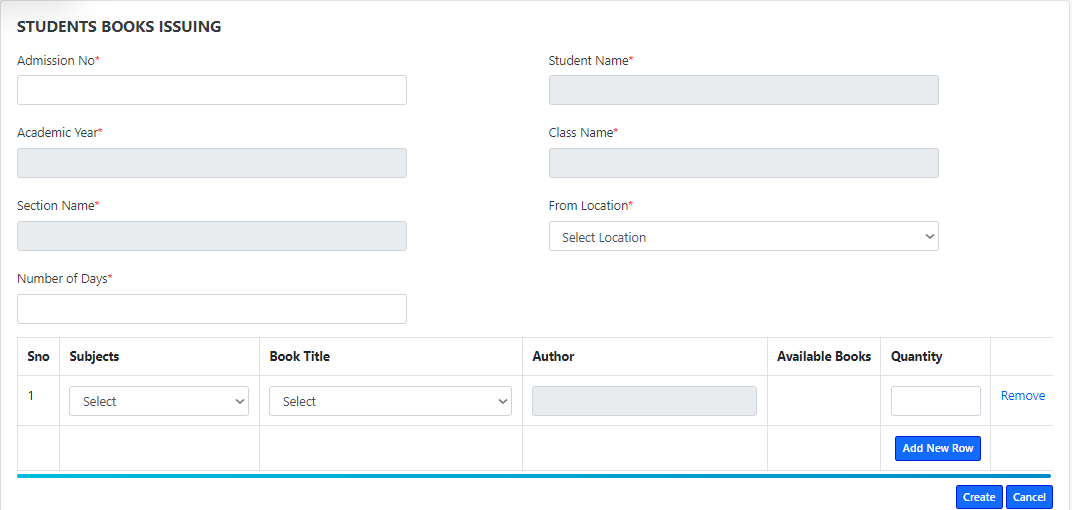 STUDENTS BOOKS ISSUING
Admission No* Student Name*
Academic Year* Class Name*
Section Name* From Location*
Select Location
Number of Days*
Sno Subjects Book Title Author Available Books Quantity
1 Select Select Remove
Add New Row
Create Cancel